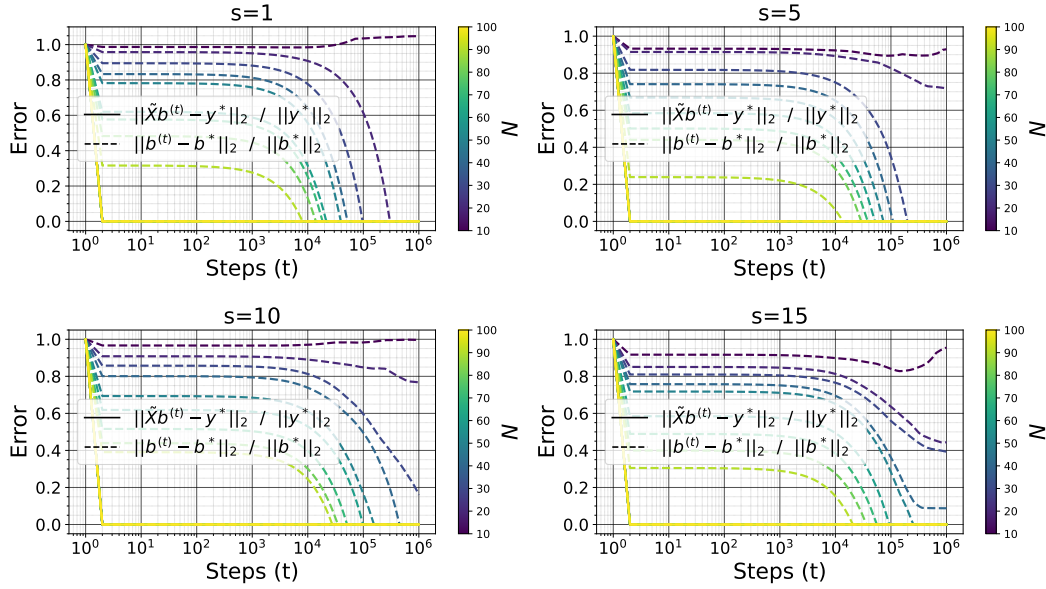 s=1
Error
1.0
0.8
0.6
0.4
0.2
0.0
||X̃b^(t) − y*||₂ / ||y*||₂
||b^(t) − b*||₂ / ||b*||₂
10⁰ 10¹ 10² 10³ 10⁴ 10⁵ 10⁶
Steps (t)
100
90
80
70
60
50
40
30
20
10
N
s=5
Error
1.0
0.8
0.6
0.4
0.2
0.0
||X̃b^(t) − y*||₂ / ||y*||₂
||b^(t) − b*||₂ / ||b*||₂
10⁰ 10¹ 10² 10³ 10⁴ 10⁵ 10⁶
Steps (t)
100
90
80
70
60
50
40
30
20
10
N
s=10
Error
1.0
0.8
0.6
0.4
0.2
0.0
||X̃b^(t) − y*||₂ / ||y*||₂
||b^(t) − b*||₂ / ||b*||₂
10⁰ 10¹ 10² 10³ 10⁴ 10⁵ 10⁶
Steps (t)
100
90
80
70
60
50
40
30
20
10
N
s=15
Error
1.0
0.8
0.6
0.4
0.2
0.0
||X̃b^(t) − y*||₂ / ||y*||₂
||b^(t) − b*||₂ / ||b*||₂
10⁰ 10¹ 10² 10³ 10⁴ 10⁵ 10⁶
Steps (t)
100
90
80
70
60
50
40
30
20
10
N